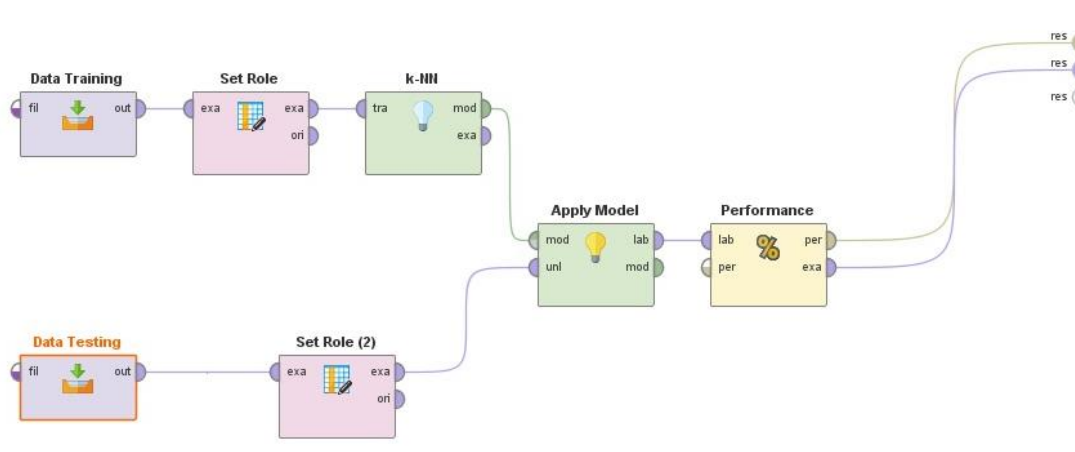 res
res
res
Data Training
fil
out
Set Role
exa
exa
ori
k-NN
tra
mod
exa
Apply Model
mod
lab
unl
mod
Performance
lab
per
per
exa
Data Testing
fil
out
Set Role (2)
exa
exa
ori